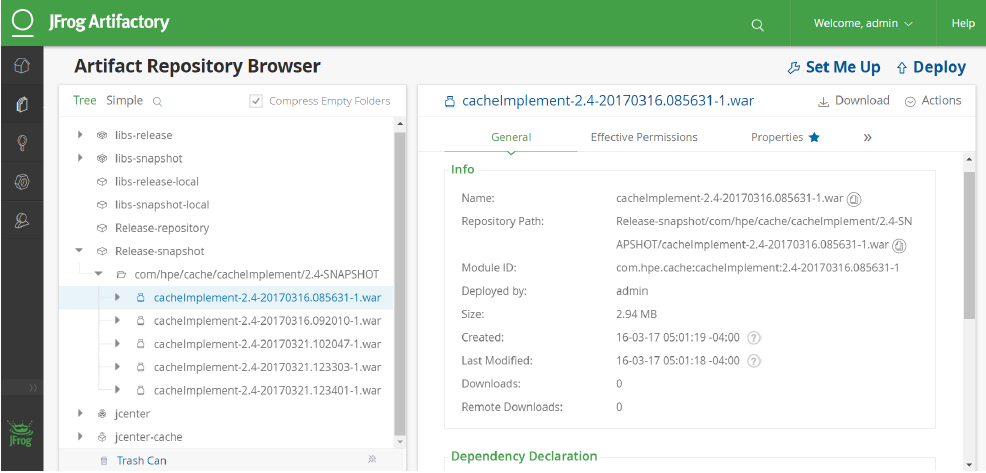 JFrog Artifactory
Welcome, admin
Help
Artifact Repository Browser
Set Me Up
Deploy
Tree Simple
Compress Empty Folders
libs-release
libs-snapshot
libs-release-local
libs-snapshot-local
Release-repository
Release-snapshot
com/hpe/cache/cacheImplement/2.4-SNAPSHOT
cacheImplement-2.4-20170316.085631-1.war
cacheImplement-2.4-20170316.092010-1.war
cacheImplement-2.4-20170321.102047-1.war
cacheImplement-2.4-20170321.123303-1.war
cacheImplement-2.4-20170321.123401-1.war
jcenter
jcenter-cache
Trash Can
JFrog
cacheImplement-2.4-20170316.085631-1.war
Download
Actions
General
Effective Permissions
Properties
»
Info
Name: cacheImplement-2.4-20170316.085631-1.war
Repository Path: Release-snapshot/com/hpe/cache/cacheImplement/2.4-SN
APSHOT/cacheImplement-2.4-20170316.085631-1.war
Module ID: com.hpe.cache:cacheImplement:2.4-20170316.085631-1
Deployed by: admin
Size: 2.94 MB
Created: 16-03-17 05:01:19 -04:00 ?
Last Modified: 16-03-17 05:01:18 -04:00 ?
Downloads: 0
Remote Downloads: 0
Dependency Declaration